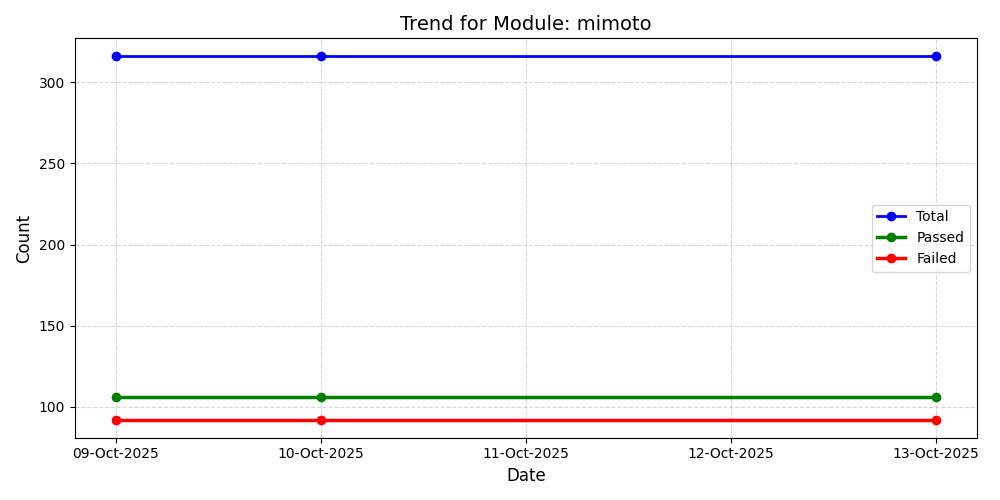 Trend for Module: mimoto
Count
300
250
200
150
100
Total
Passed
Failed
09-Oct-2025
10-Oct-2025
11-Oct-2025
12-Oct-2025
13-Oct-2025
Date